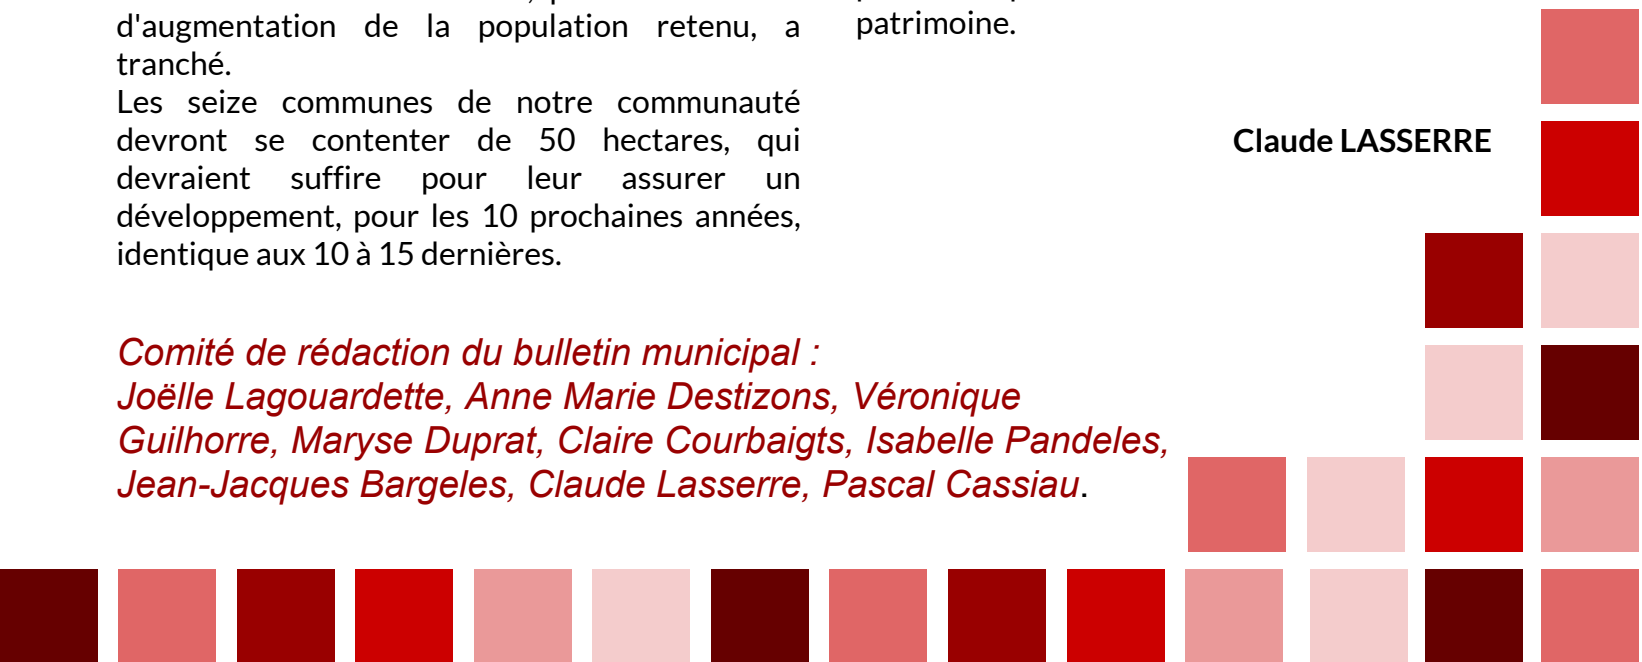 d'augmentation de la population retenu, a
tranché.
Les seize communes de notre communauté
devront se contenter de 50 hectares, qui
devraient suffire pour leur assurer un
développement, pour les 10 prochaines années,
identique aux 10 à 15 dernières.
patrimoine.
Claude LASSERRE
Comité de rédaction du bulletin municipal :
Joëlle Lagouardette, Anne Marie Destizons, Véronique
Guilhorre, Maryse Duprat, Claire Courbaigts, Isabelle Pandeles,
Jean-Jacques Bargeles, Claude Lasserre, Pascal Cassiau.